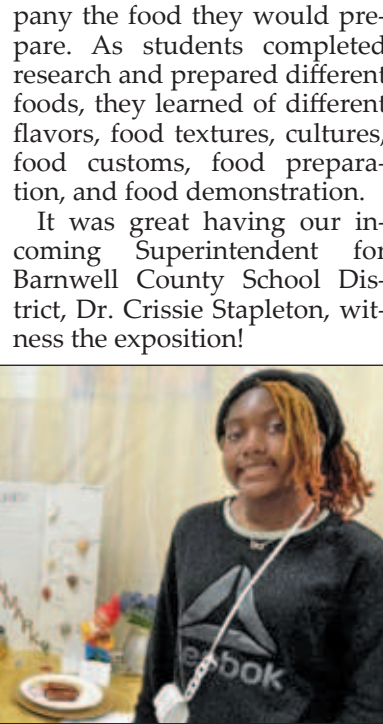 pany the food they would pre-
pare. As students completed
research and prepared different
foods, they learned of different
flavors, food textures, cultures,
food customs, food prepara-
tion, and food demonstration.
It was great having our in-
coming Superintendent for
Barnwell County School Dis-
trict, Dr. Crissie Stapleton, wit-
ness the exposition!
eebok